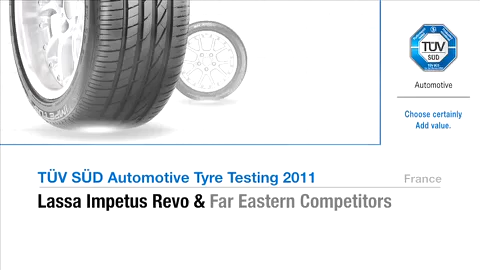 TÜV
SÜD
Automotive
Choose certainly
Add value.
TÜV SÜD Automotive Tyre Testing 2011
France
Lassa Impetus Revo & Far Eastern Competitors